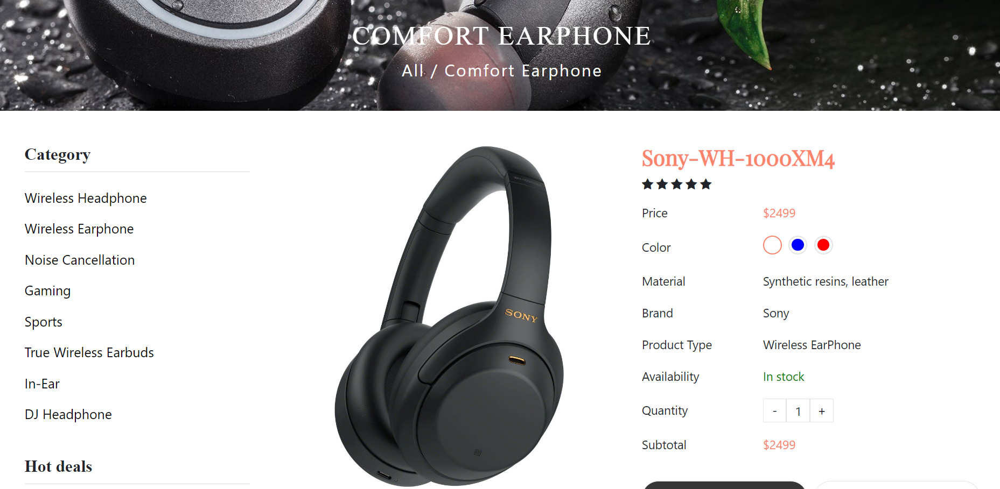 COMFORT EARPHONE
All / Comfort Earphone
Category
Wireless Headphone
Wireless Earphone
Noise Cancellation
Gaming
Sports
True Wireless Earbuds
In-Ear
DJ Headphone
Hot deals
WH-1000XM4
SONY
Sony-WH-1000XM4
Price $2499
Color
Material Synthetic resins, leather
Brand Sony
Product Type Wireless EarPhone
Availability In stock
Quantity - 1 +
Subtotal $2499